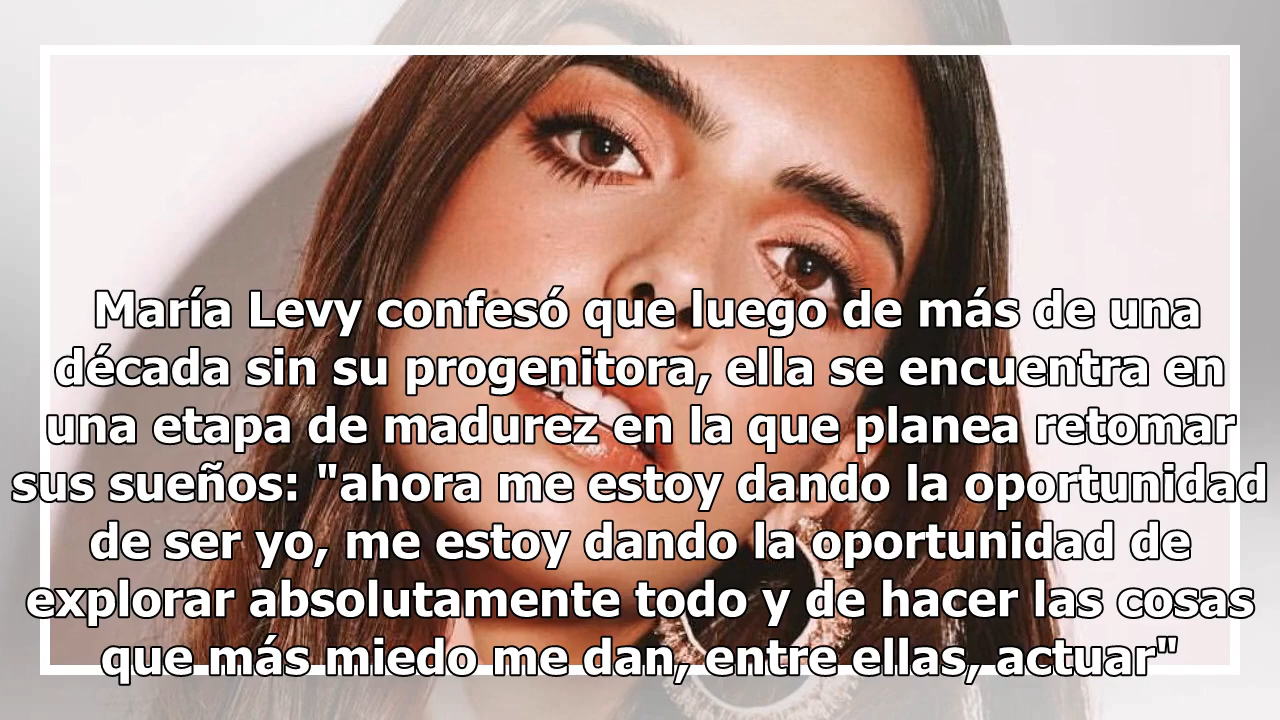 María Levy confesó que luego de más de una
década sin su progenitora, ella se encuentra en
una etapa de madurez en la que planea retomar
sus sueños: "ahora me estoy dando la oportunidad
de ser yo, me estoy dando la oportunidad de
explorar absolutamente todo y de hacer las cosas
que más miedo me dan, entre ellas, actuar"